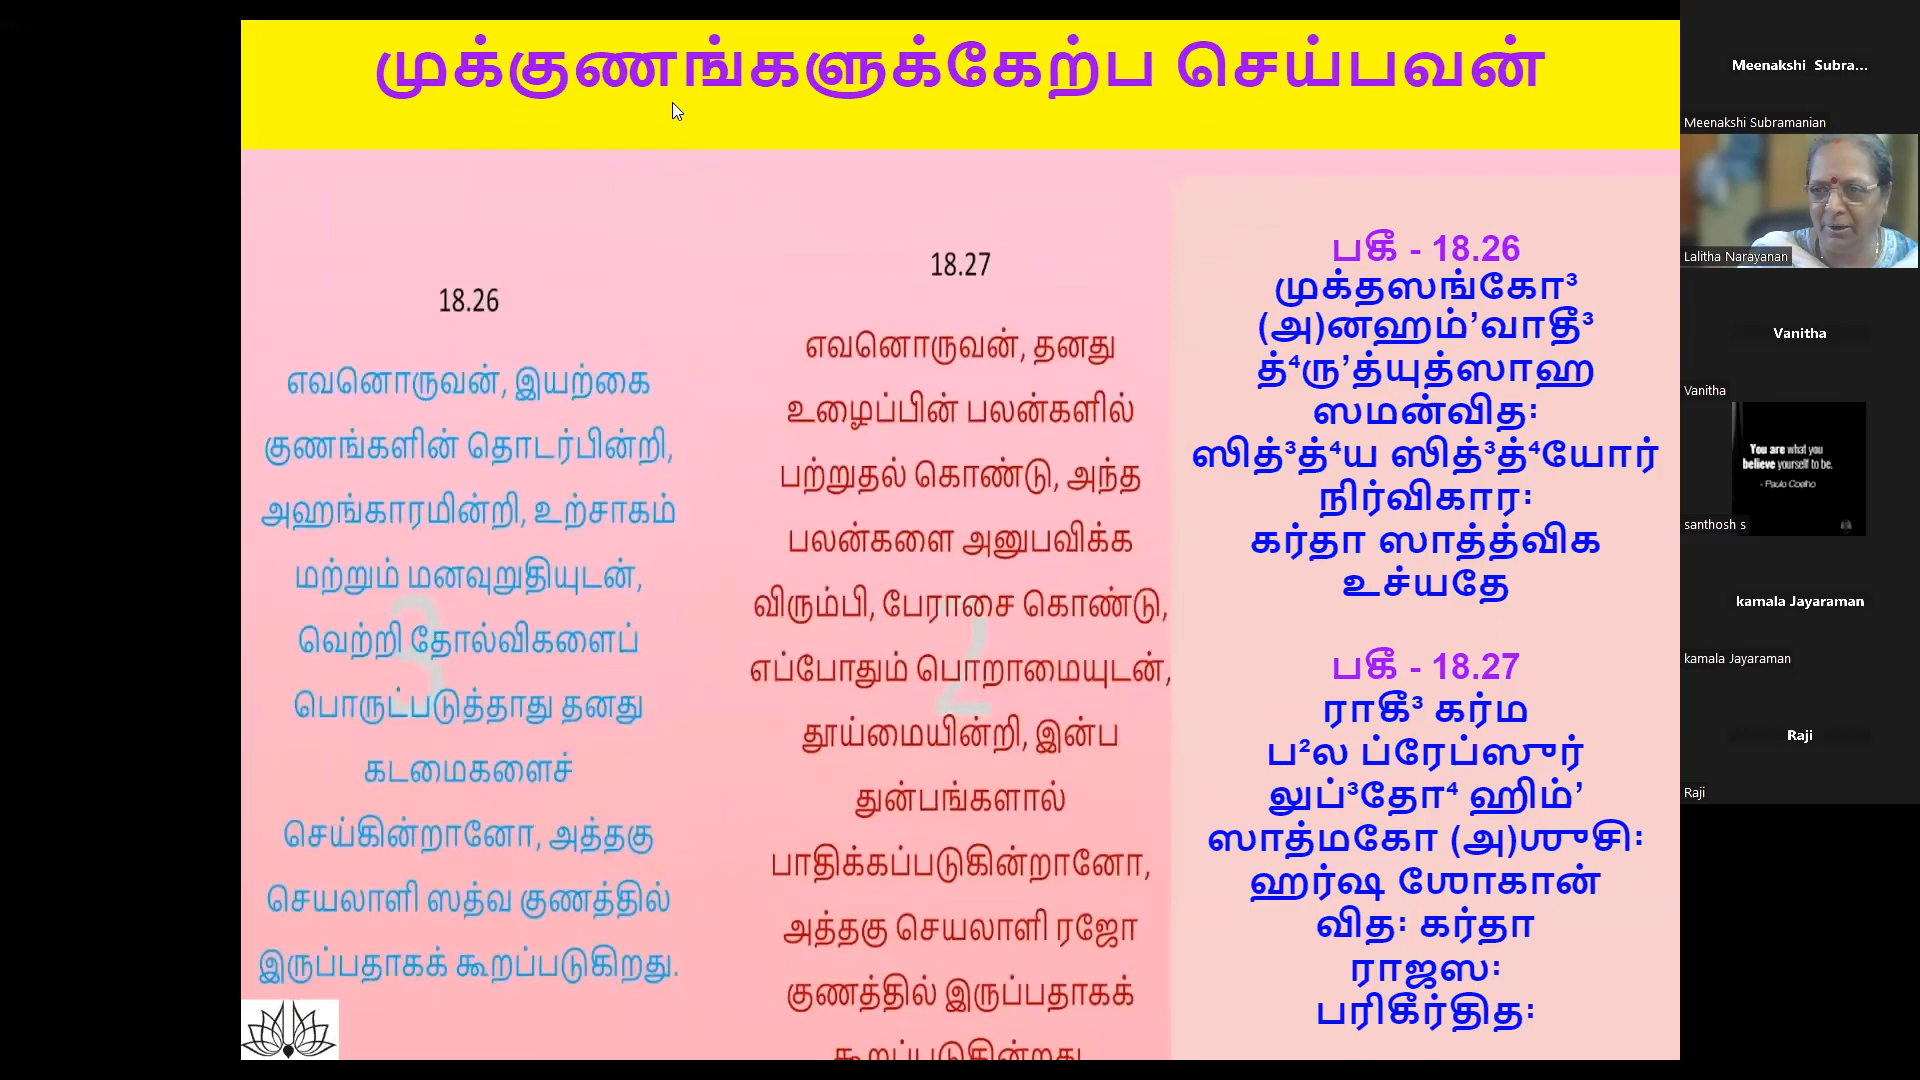 முக்குணங்களுக்கேற்ப செய்பவன்
18.26
எவனொருவன், இயற்கை
குணங்களின் தொடர்பின்றி,
அஹங்காரமின்றி, உற்சாகம்
மற்றும் மனவுறுதியுடன்,
வெற்றி தோல்விகளைப்
பொருட்படுத்தாது தனது
கடமைகளைச்
செய்கின்றானோ, அத்தகு
செயலாளி ஸத்வ குணத்தில்
இருப்பதாகக் கூறப்படுகிறது.
18.27
எவனொருவன், தனது
உழைப்பின் பலன்களில்
பற்றுதல் கொண்டு, அந்த
பலன்களை அனுபவிக்க
விரும்பி, பேராசை கொண்டு,
எப்போதும் பொறாமையுடன்,
தூய்மையின்றி, இன்ப
துன்பங்களால்
பாதிக்கப்படுகின்றானோ,
அத்தகு செயலாளி ரஜோ
குணத்தில் இருப்பதாகக்
கூறப்படுகின்றது
பகீ - 18.26
முக்தஸங்கோ³
(அ)னஹம்’வாதீ³
த்⁴ரு’த்யுத்ஸாஹ
ஸமன்வித:
ஸித்³த்⁴ய ஸித்³த்⁴யோர்
நிர்விகார:
கர்தா ஸாத்த்விக
உச்யதே
பகீ - 18.27
ராகீ³ கர்ம
ப²ல ப்ரேப்ஸுர்
லுப்³தோ⁴ ஹிம்’
ஸாத்மகோ (அ)ஶுசி:
ஹர்ஷ ஶோகான்
வித: கர்தா
ராஜஸ:
பரிகீர்தித:
Meenakshi Subra...
Meenakshi Subramanian
Lalitha Narayanan
Vanitha
Vanitha
You are what you
believe yourself to be.
- Paulo Coelho
santhosh s
kamala Jayaraman
kamala Jayaraman
Raji
Raji